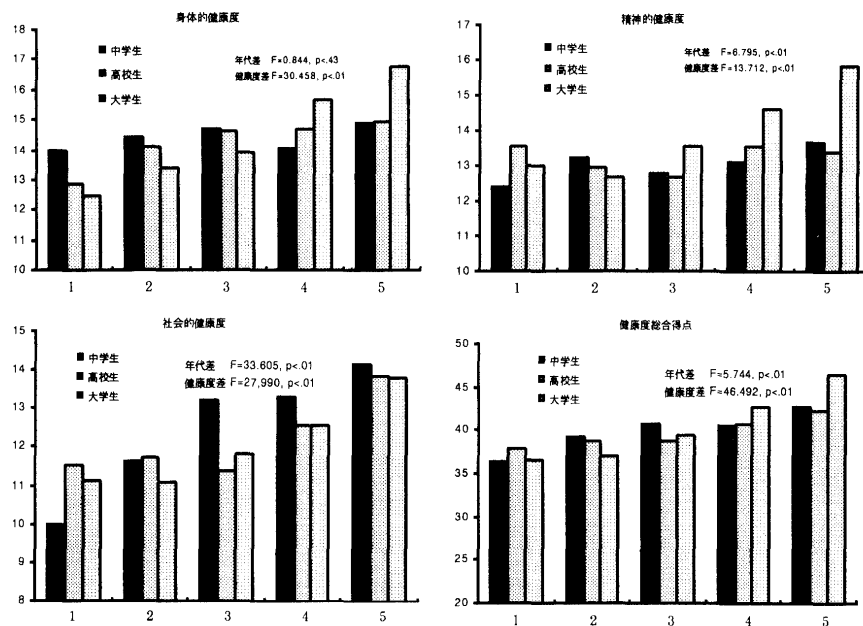 身体的健康度
18
17
16
15
14
13
12
11
10
中学生
高校生
大学生
年代差 F=0.844, p<.43
健康度差 F=30.458, p<.01
1 2 3 4 5
精神的健康度
17
16
15
14
13
12
11
10
中学生
高校生
大学生
年代差 F=6.795, p<.01
健康度差 F=13.712, p<.01
1 2 3 4 5
社会的健康度
15
14
13
12
11
10
9
8
中学生
高校生
大学生
年代差 F=33.605, p<.01
健康度差 F=27,990, p<.01
1 2 3 4 5
健康度総合得点
50
45
40
35
30
25
20
中学生
高校生
大学生
年代差 F=5.744, p<.01
健康度差 F=46.492, p<.01
1 2 3 4 5